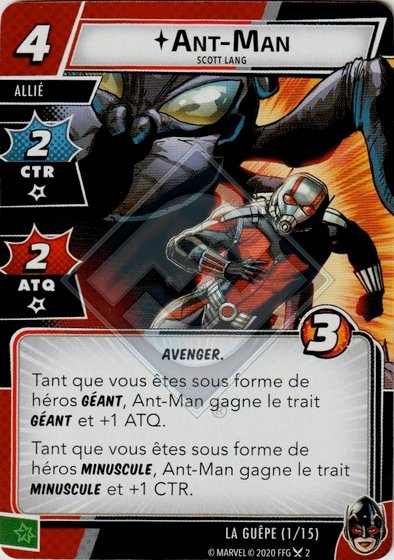 4
ANT-MAN
SCOTT LANG
ALLIÉ
2
CTR
2
ATQ
3
AVENGER.
Tant que vous êtes sous forme de
héros GÉANT, Ant-Man gagne le trait
GÉANT et +1 ATQ.
Tant que vous êtes sous forme de
héros MINUSCULE, Ant-Man gagne le trait
MINUSCULE et +1 CTR.
LA GUÊPE (1/15)
© MARVEL © 2020 FFG 2